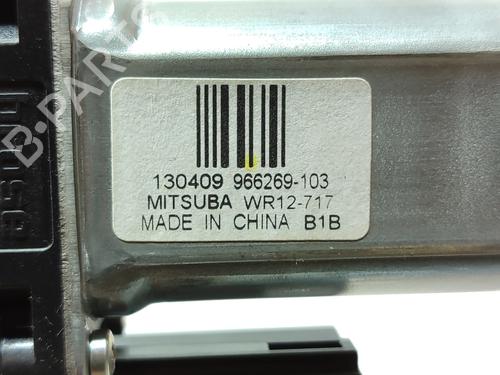 130409 966269-103
MITSUBA WR12-717
MADE IN CHINA B1B
B-PARTS